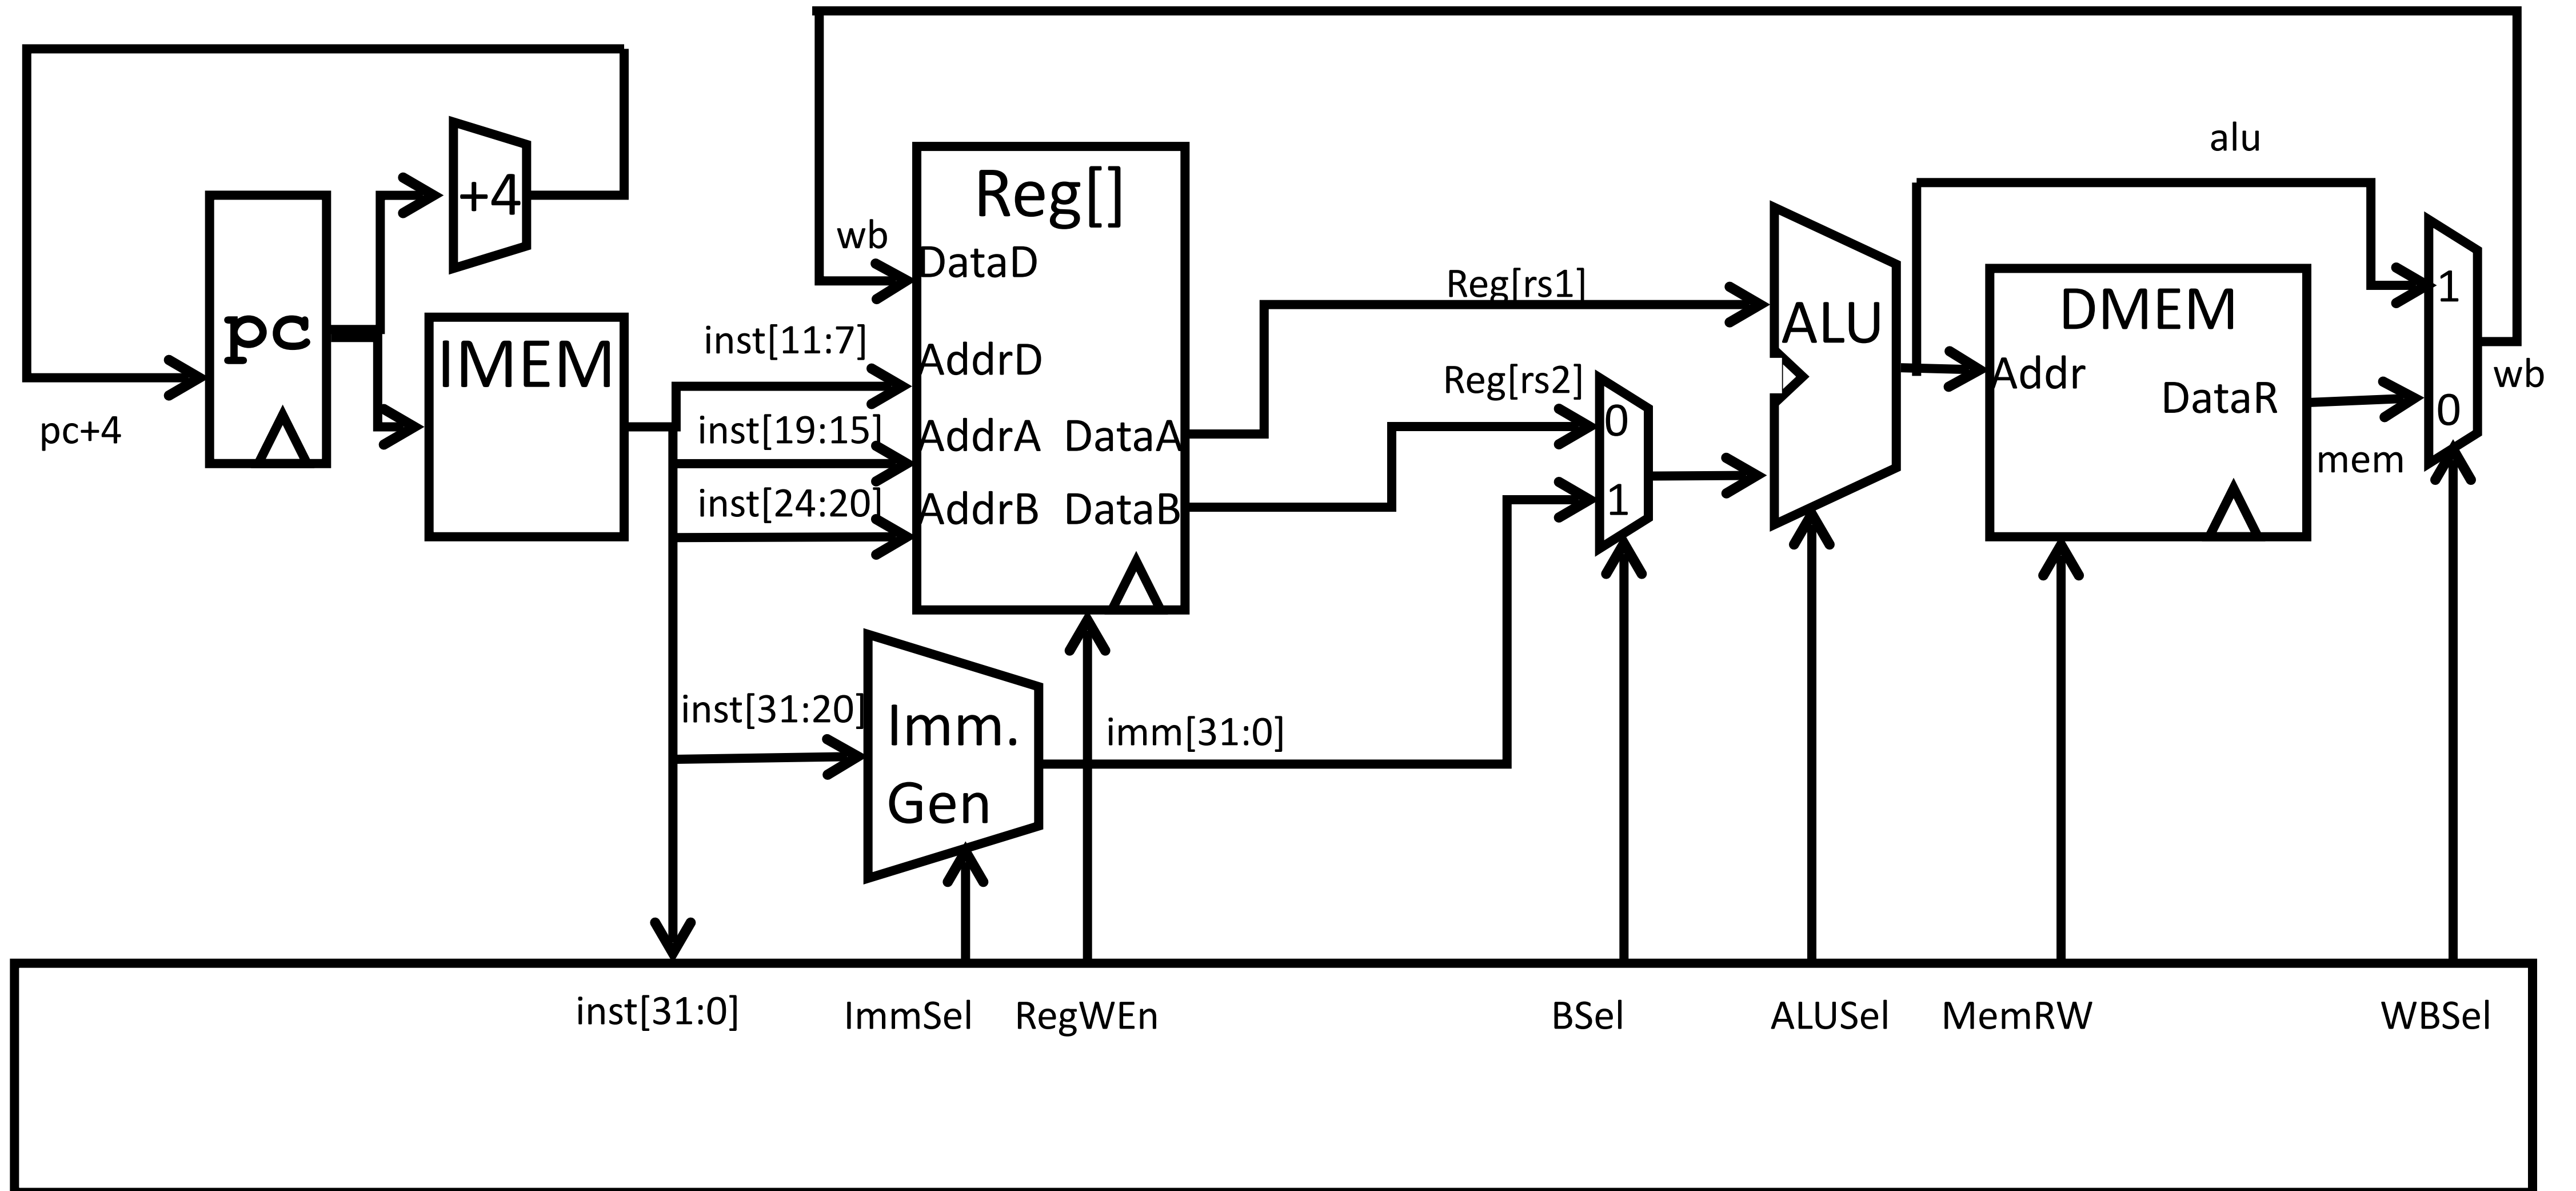 alu
+4
Reg[]
wb
DataD
pc
IMEM
inst[11:7]
AddrD
Reg[rs1]
ALU
DMEM
1
Reg[rs2]
Addr
wb
DataR
pc+4
inst[19:15]
AddrA
DataA
0
0
mem
inst[24:20]
AddrB
DataB
1
inst[31:20]
Imm.
Gen
imm[31:0]
inst[31:0]
ImmSel
RegWEn
BSel
ALUSel
MemRW
WBSel